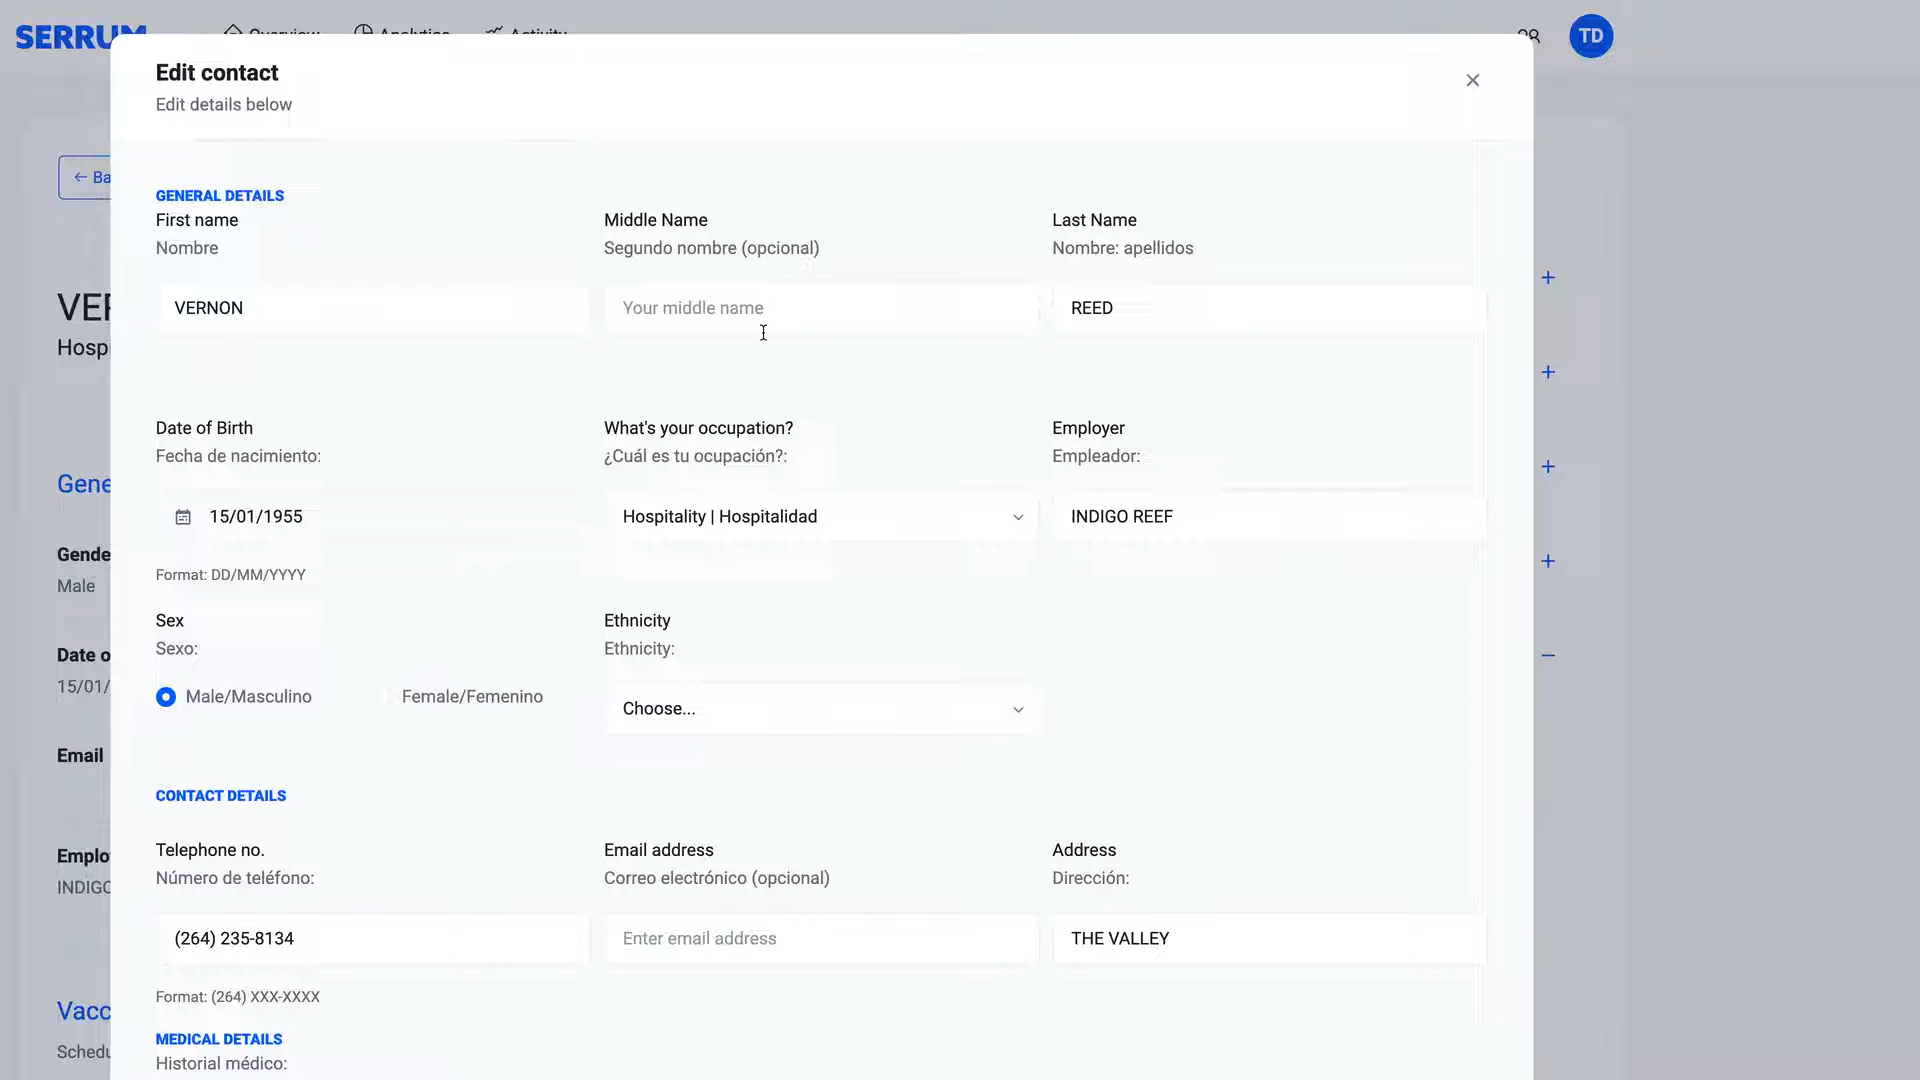 SERRUM
Overview Analytics Activity
TD
Edit contact
Edit details below
← Ba
GENERAL DETAILS
First name Middle Name Last Name
Nombre Segundo nombre (opcional) Nombre: apellidos
VERNON Your middle name REED
Hosp
Date of Birth What's your occupation? Employer
Fecha de nacimiento: ¿Cuál es tu ocupación?: Empleador:
Gene
15/01/1955 Hospitality | Hospitalidad INDIGO REEF
Gende
Format: DD/MM/YYYY
Male
Sex Ethnicity
Sexo: Ethnicity:
Date o
15/01/
Male/Masculino Female/Femenino Choose...
Email
CONTACT DETAILS
Telephone no. Email address Address
Emplo
Número de teléfono: Correo electrónico (opcional) Dirección:
INDIGO
(264) 235-8134 Enter email address THE VALLEY
Format: (264) XXX-XXXX
Vacc
MEDICAL DETAILS
Schedu
Historial médico: